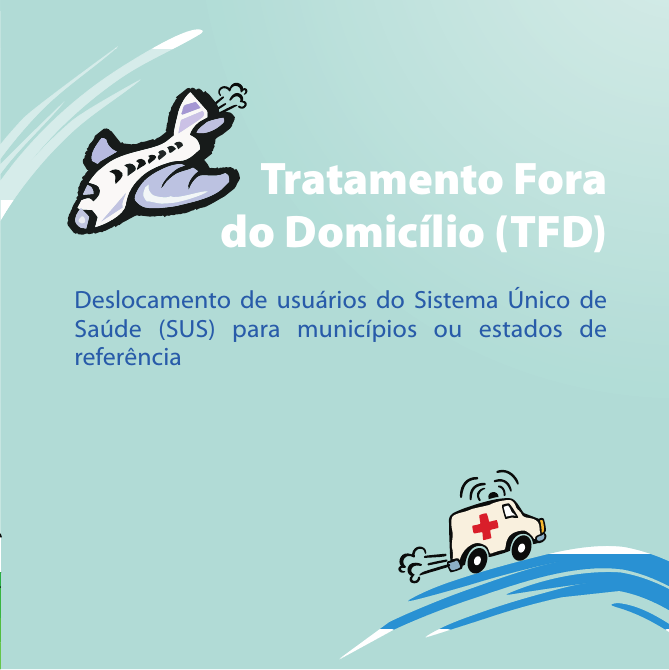 Tratamento Fora
do Domicílio (TFD)
Deslocamento de usuários do Sistema Único de
Saúde (SUS) para municípios ou estados de
referência